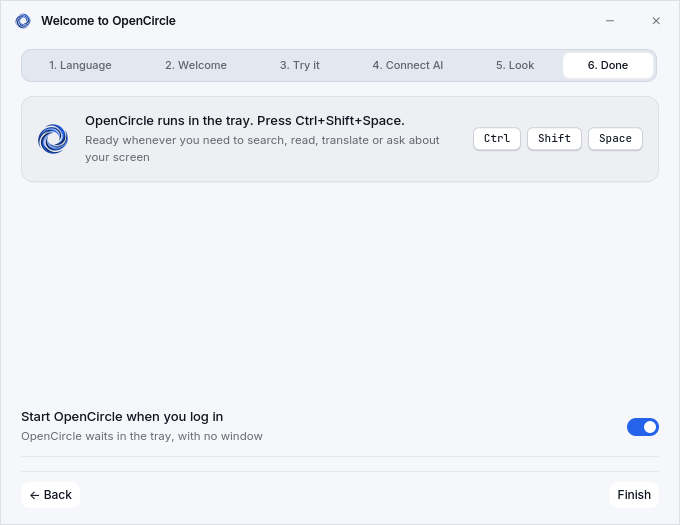 Welcome to OpenCircle
1. Language
2. Welcome
3. Try it
4. Connect AI
5. Look
6. Done
OpenCircle runs in the tray. Press Ctrl+Shift+Space.
Ready whenever you need to search, read, translate or ask about
your screen
Ctrl
Shift
Space
Start OpenCircle when you log in
OpenCircle waits in the tray, with no window
← Back
Finish